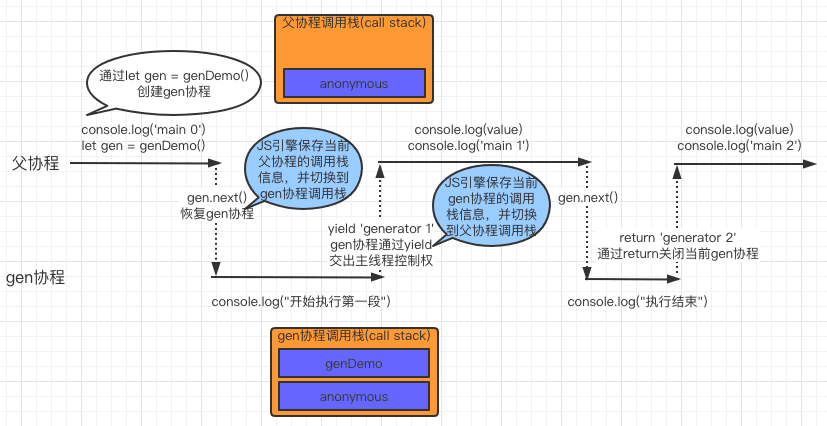 父协程调用栈(call stack)
anonymous
通过let gen = genDemo()
创建gen协程
console.log('main 0')
let gen = genDemo()
父协程
JS引擎保存当前
父协程的调用栈
信息，并切换到
gen协程调用栈
console.log(value)
console.log('main 1')
console.log(value)
console.log('main 2')
gen.next()
恢复gen协程
JS引擎保存当前
gen协程的调用
栈信息，并切换
到父协程调用栈
gen.next()
yield 'generator 1'
gen协程通过yield
交出主线程控制权
return 'generator 2'
通过return关闭当前gen协程
gen协程
console.log("开始执行第一段")
console.log("执行结束")
gen协程调用栈(call stack)
genDemo
anonymous